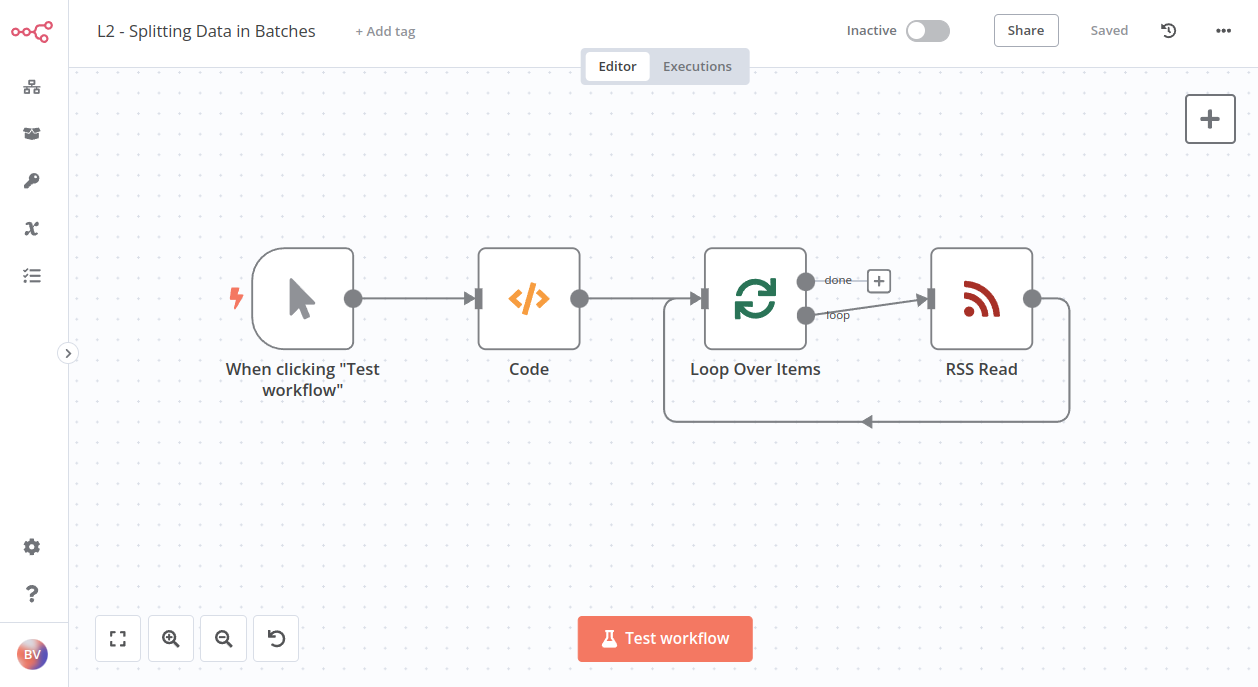 L2 - Splitting Data in Batches
+ Add tag
Inactive
Share
Saved
Editor
Executions
done
loop
When clicking "Test
workflow"
Code
Loop Over Items
RSS Read
BV
Test workflow